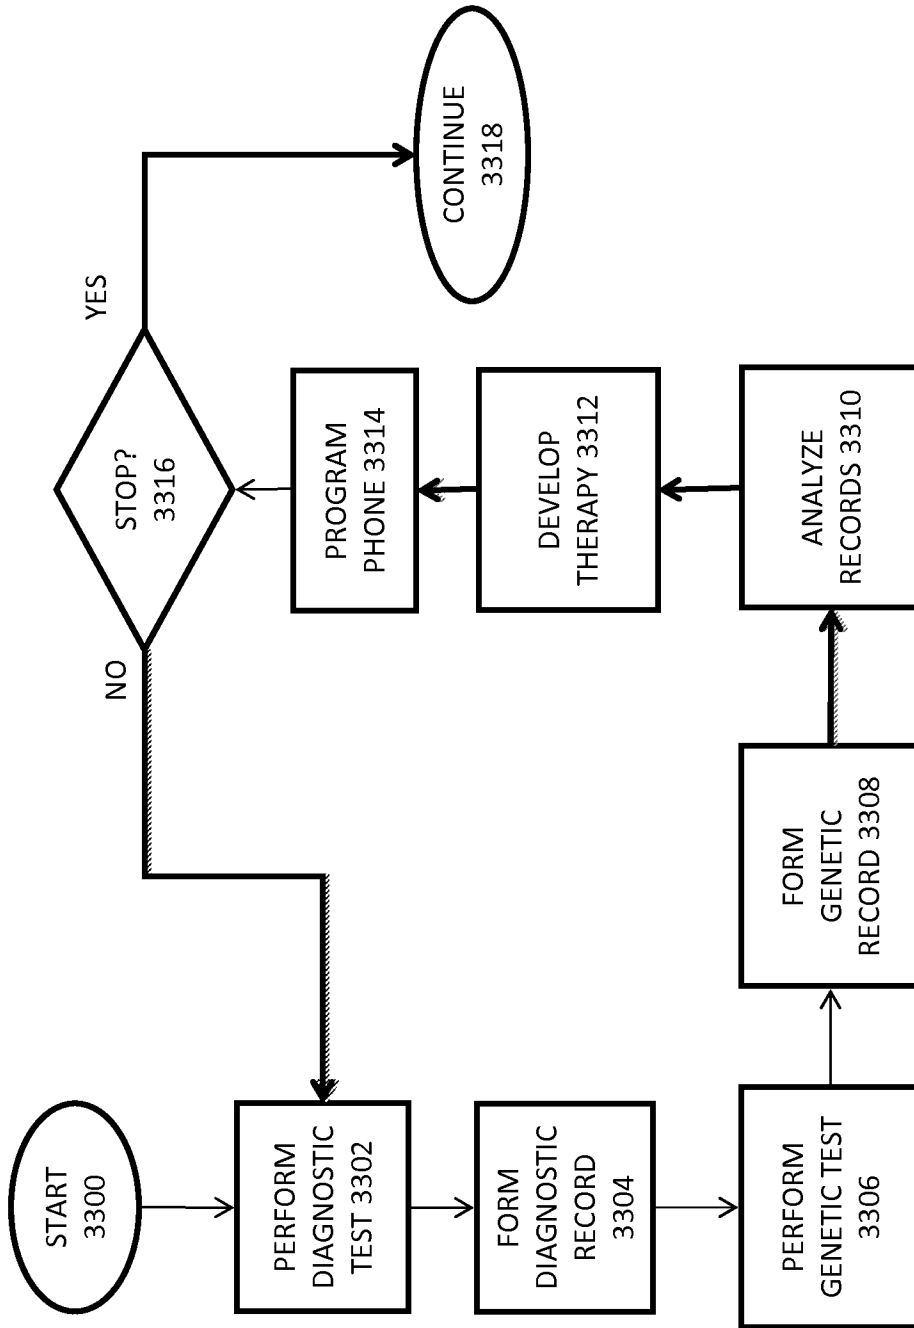 START
3300
PERFORM
DIAGNOSTIC
TEST 3302
FORM
DIAGNOSTIC
RECORD
3304
PERFORM
GENETIC TEST
3306
FORM
GENETIC
RECORD 3308
ANALYZE
RECORDS 3310
DEVELOP
THERAPY 3312
PROGRAM
PHONE 3314
STOP?
3316
NO
YES
CONTINUE
3318